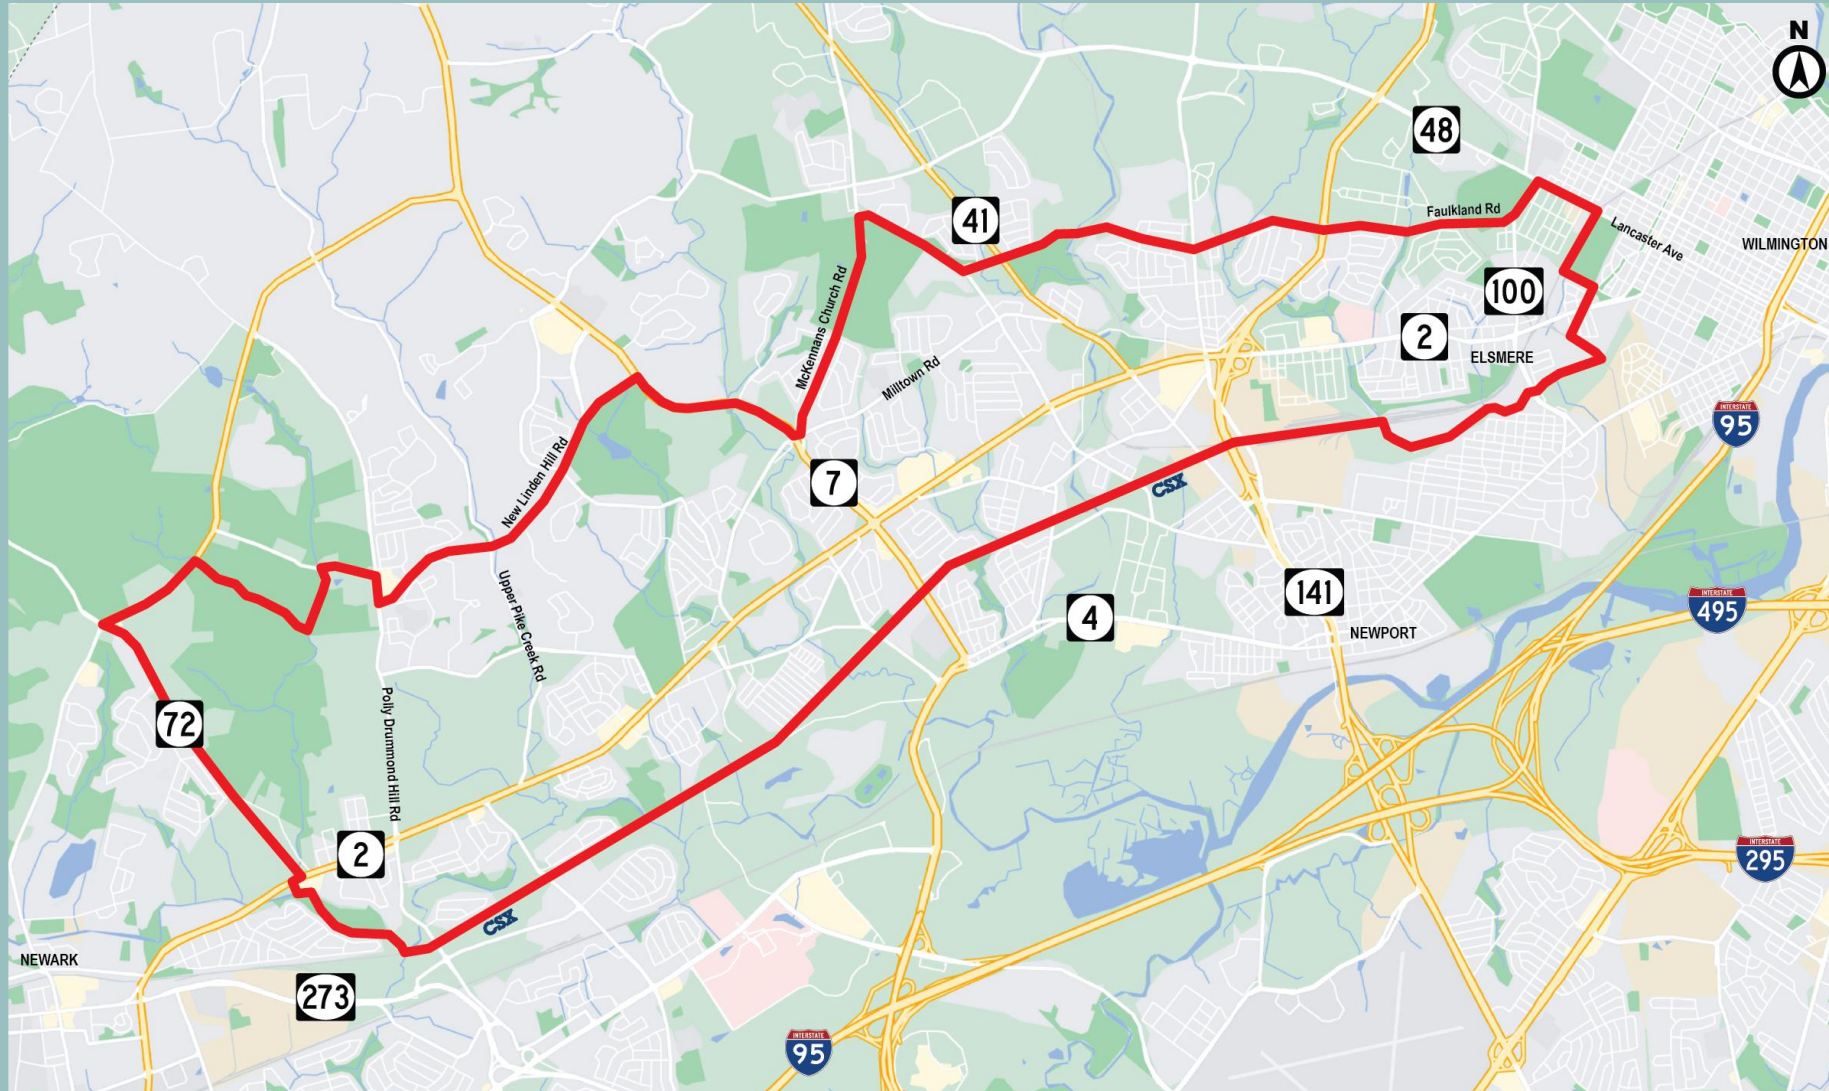 N
48
41
Faulkland Rd
Lancaster Ave
WILMINGTON
100
McKennans Church Rd
2
ELSMERE
Milltown Rd
INTERSTATE
95
New Linden Hill Rd
7
CSX
Upper Pike Creek Rd
141
4
INTERSTATE
495
NEWPORT
72
Polly Drummond Hill Rd
2
INTERSTATE
295
CSX
NEWARK
273
INTERSTATE
95